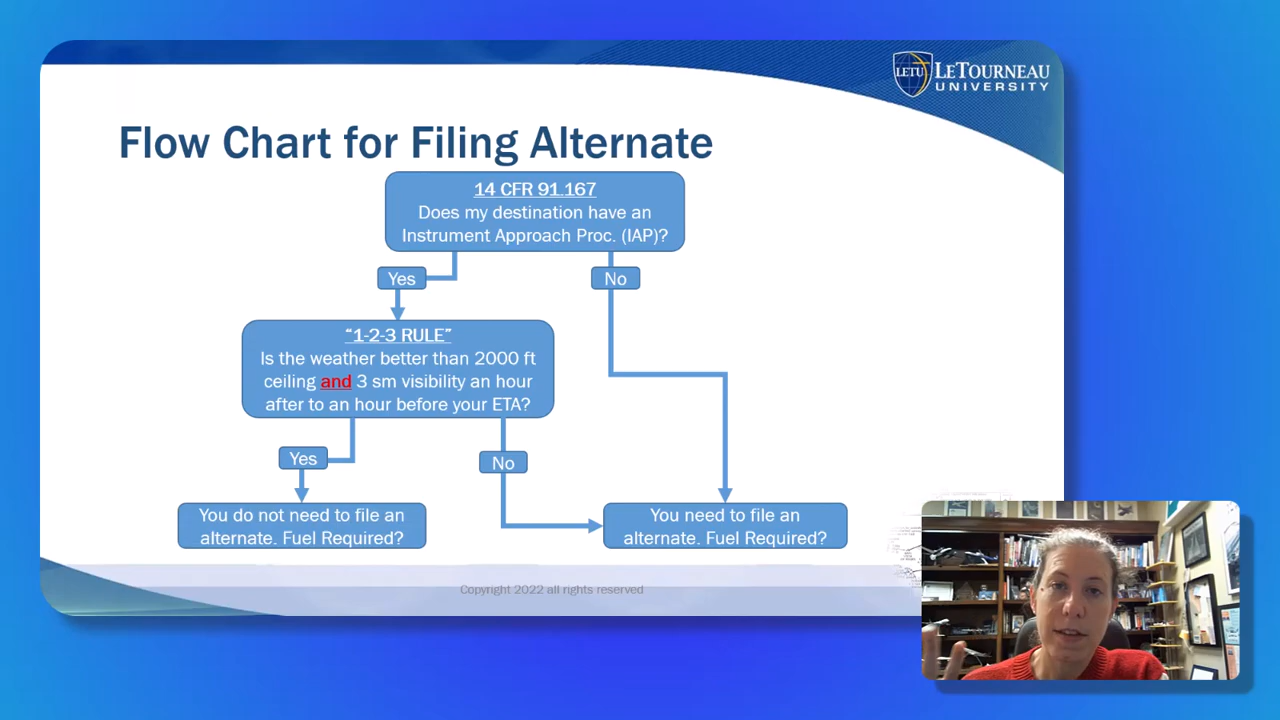 LETU
LETOURNEAU
UNIVERSITY
Flow Chart for Filing Alternate
14 CFR 91.167
Does my destination have an
Instrument Approach Proc. (IAP)?
Yes
No
“1-2-3 RULE”
Is the weather better than 2000 ft
ceiling and 3 sm visibility an hour
after to an hour before your ETA?
Yes
No
You do not need to file an
alternate. Fuel Required?
You need to file an
alternate. Fuel Required?
Copyright 2022 all rights reserved